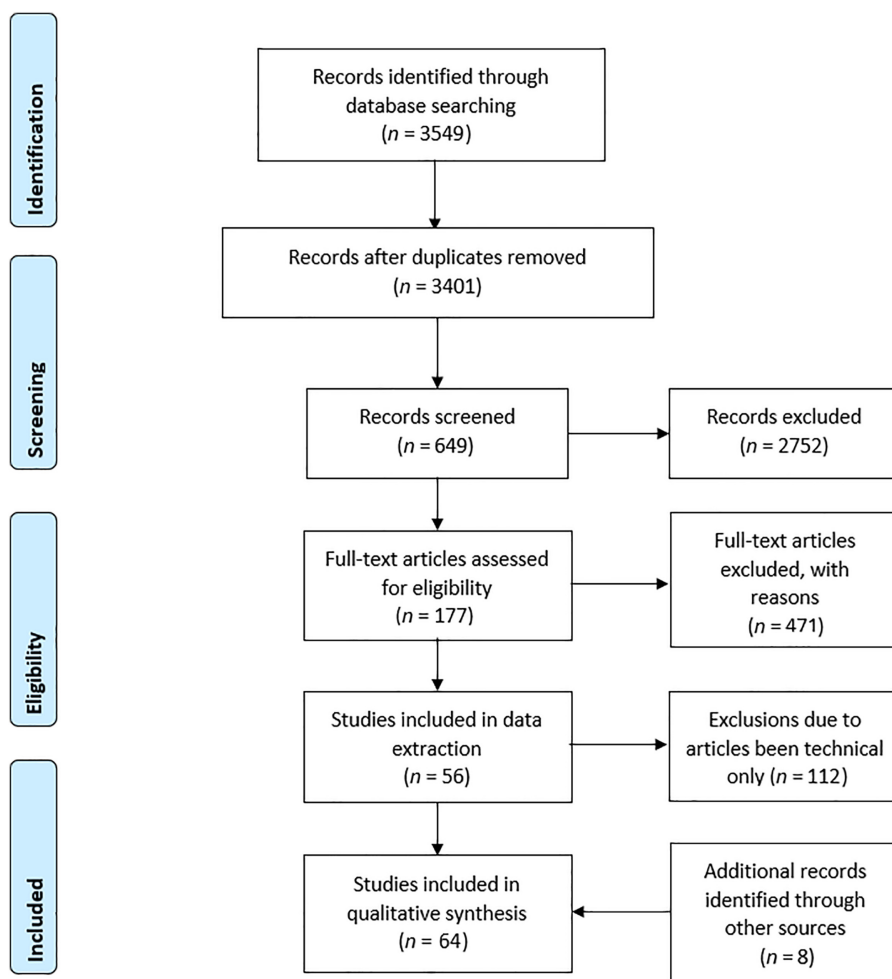 Identification
Records identified through
database searching
(n = 3549)
Records after duplicates removed
(n = 3401)
Screening
Records screened
(n = 649)
Records excluded
(n = 2752)
Eligibility
Full-text articles assessed
for eligibility
(n = 177)
Full-text articles
excluded, with
reasons
(n = 471)
Studies included in data
extraction
(n = 56)
Exclusions due to
articles been technical
only (n = 112)
Included
Studies included in
qualitative synthesis
(n = 64)
Additional records
identified through
other sources
(n = 8)